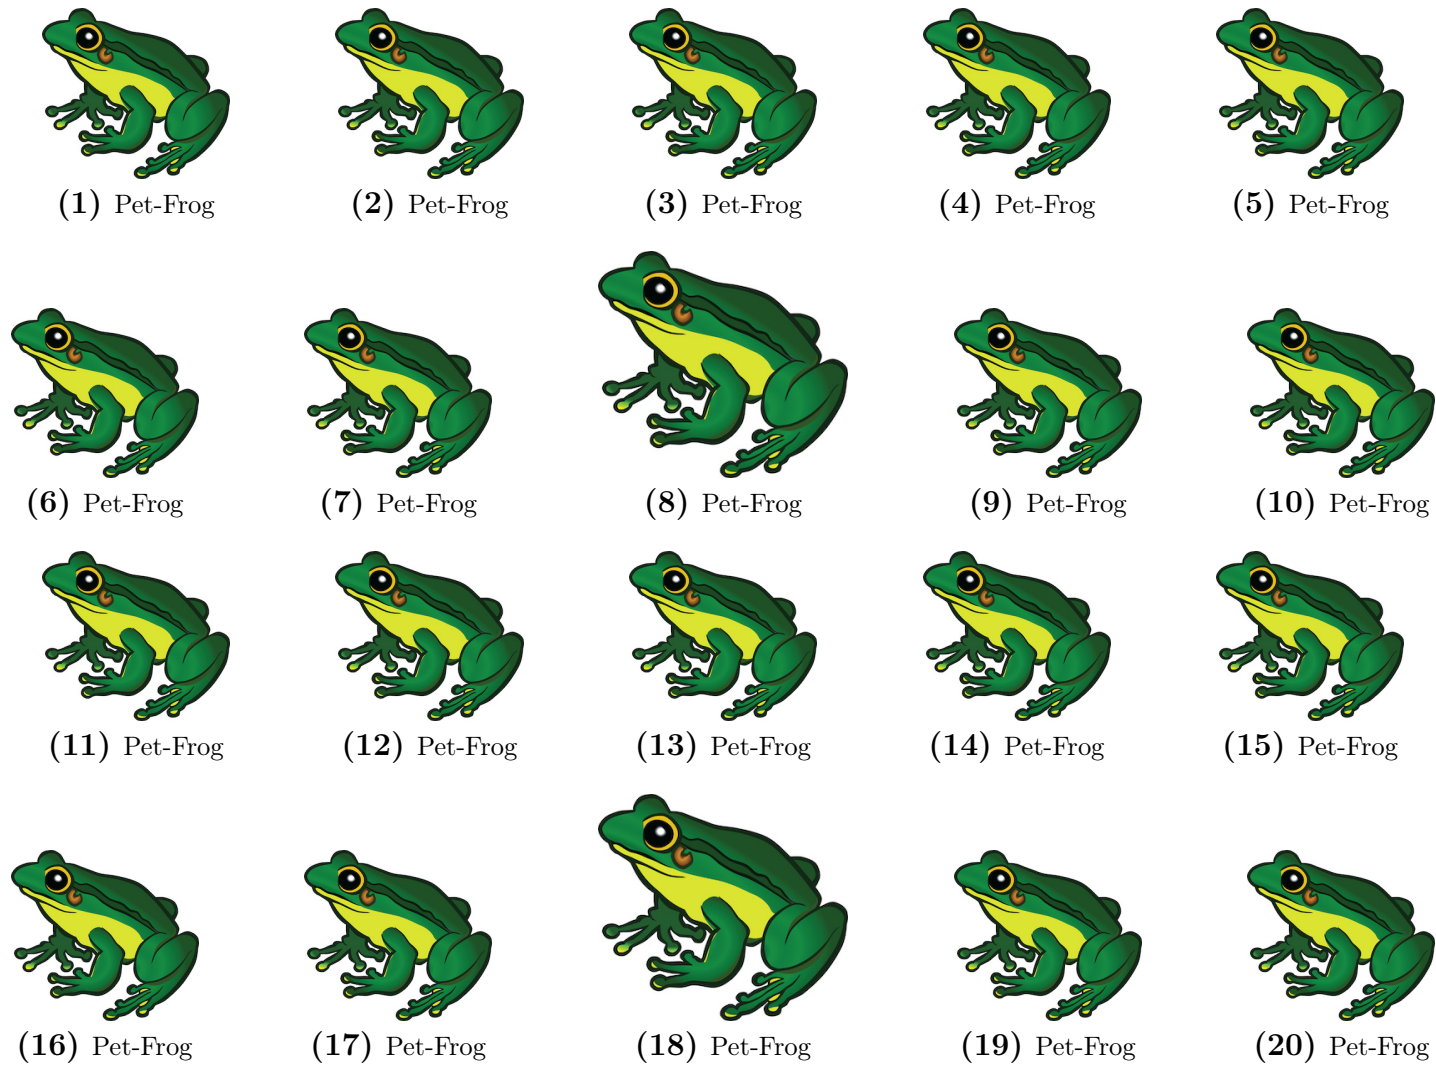 (1) Pet-Frog (2) Pet-Frog (3) Pet-Frog (4) Pet-Frog (5) Pet-Frog
(6) Pet-Frog (7) Pet-Frog (8) Pet-Frog (9) Pet-Frog (10) Pet-Frog
(11) Pet-Frog (12) Pet-Frog (13) Pet-Frog (14) Pet-Frog (15) Pet-Frog
(16) Pet-Frog (17) Pet-Frog (18) Pet-Frog (19) Pet-Frog (20) Pet-Frog